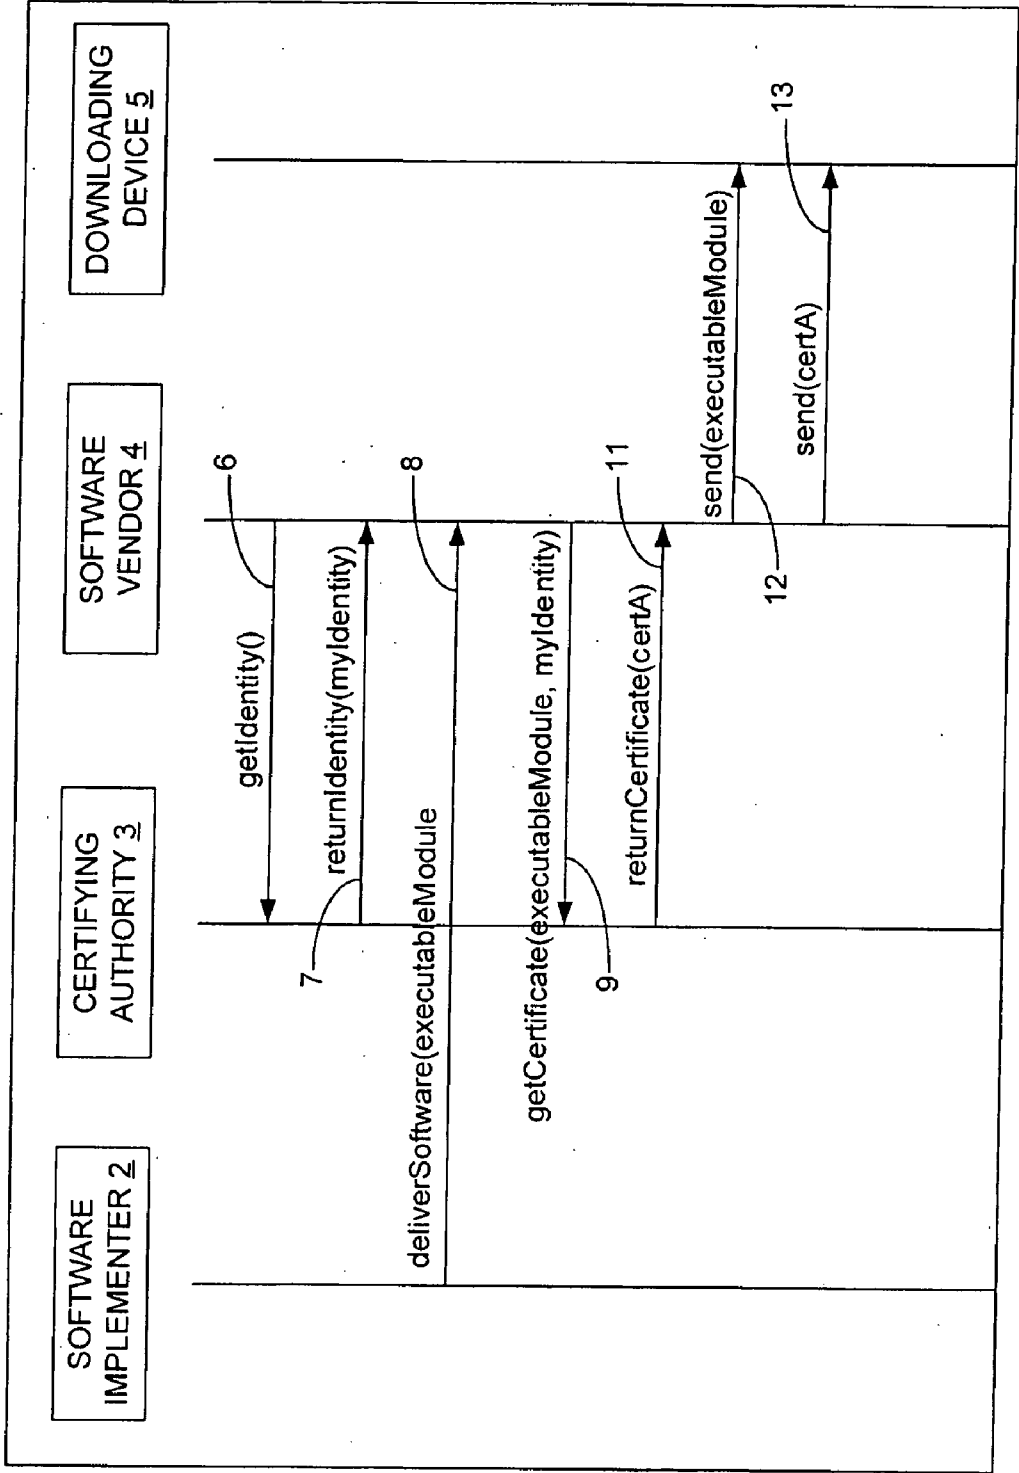 SOFTWARE
IMPLEMENTER 2
CERTIFYING
AUTHORITY 3
SOFTWARE
VENDOR 4
DOWNLOADING
DEVICE 5
getIdentity()
6
returnIdentity(myIdentity)
7
deliverSoftware(executableModule
8
getCertificate(executableModule, myIdentity)
9
returnCertificate(certA)
11
send(executableModule)
12
send(certA)
13